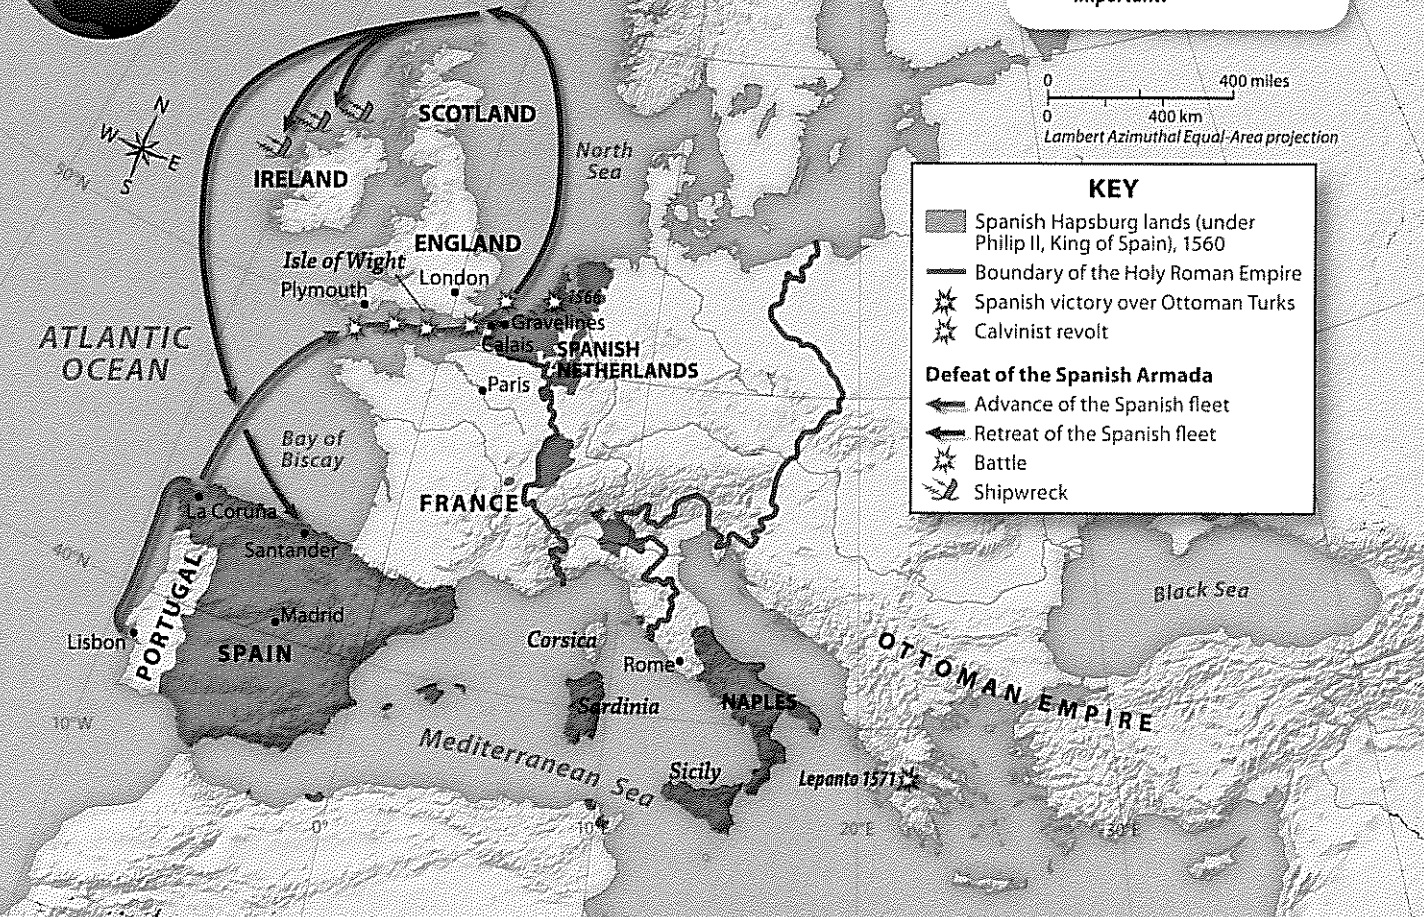 important?
0 400 miles
0 400 km
Lambert Azimuthal Equal-Area projection
N
W
E
S
50°N
SCOTLAND
North
Sea
IRELAND
ENGLAND
Isle of Wight
London
Plymouth
1566
Gravelines
Calais
SPANISH
NETHERLANDS
ATLANTIC
OCEAN
Paris
Bay of
Biscay
FRANCE
La Coruña
Santander
40°N
PORTUGAL
Madrid
Lisbon
SPAIN
Corsica
Rome
Sardinia
NAPLES
10°W
Mediterranean Sea
Sicily
Lepanto 1571
OTTOMAN EMPIRE
Black Sea
0°
10°E
20°E
30°E
KEY
Spanish Hapsburg lands (under
Philip II, King of Spain), 1560
Boundary of the Holy Roman Empire
Spanish victory over Ottoman Turks
Calvinist revolt
Defeat of the Spanish Armada
Advance of the Spanish fleet
Retreat of the Spanish fleet
Battle
Shipwreck